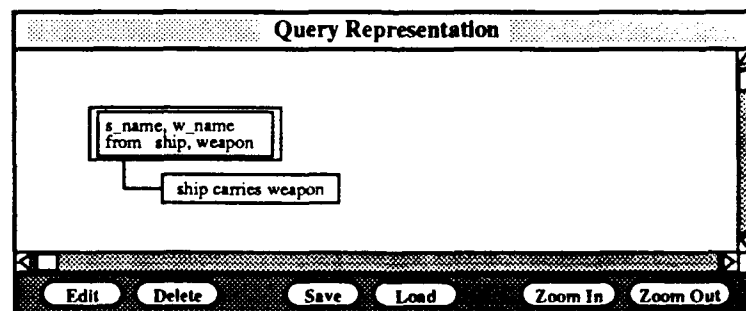 Query Representation
s_name, w_name
from ship, weapon
ship carries weapon
Edit Delete Save Load Zoom In Zoom Out